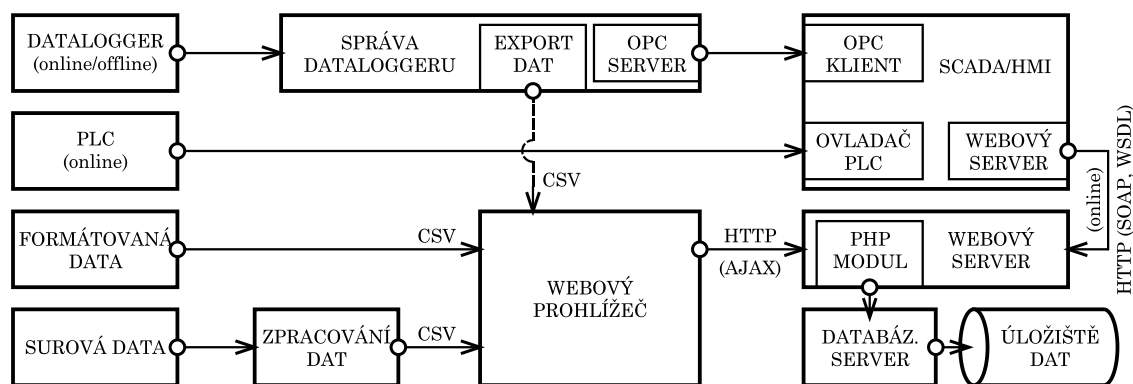 DATALOGGER
(online/offline)
SPRÁVA
DATALOGGERU
EXPORT
DAT
OPC
SERVER
OPC
KLIENT
SCADA/HMI
PLC
(online)
CSV
OVLADAČ
PLC
WEBOVÝ
SERVER
(online)
HTTP (SOAP, WSDL)
FORMÁTOVANÁ
DATA
CSV
WEBOVÝ
PROHLÍŽEČ
HTTP
(AJAX)
PHP
MODUL
WEBOVÝ
SERVER
SUROVÁ DATA
ZPRACOVÁNÍ
DAT
CSV
DATABÁZ.
SERVER
ÚLOŽIŠTĚ
DAT